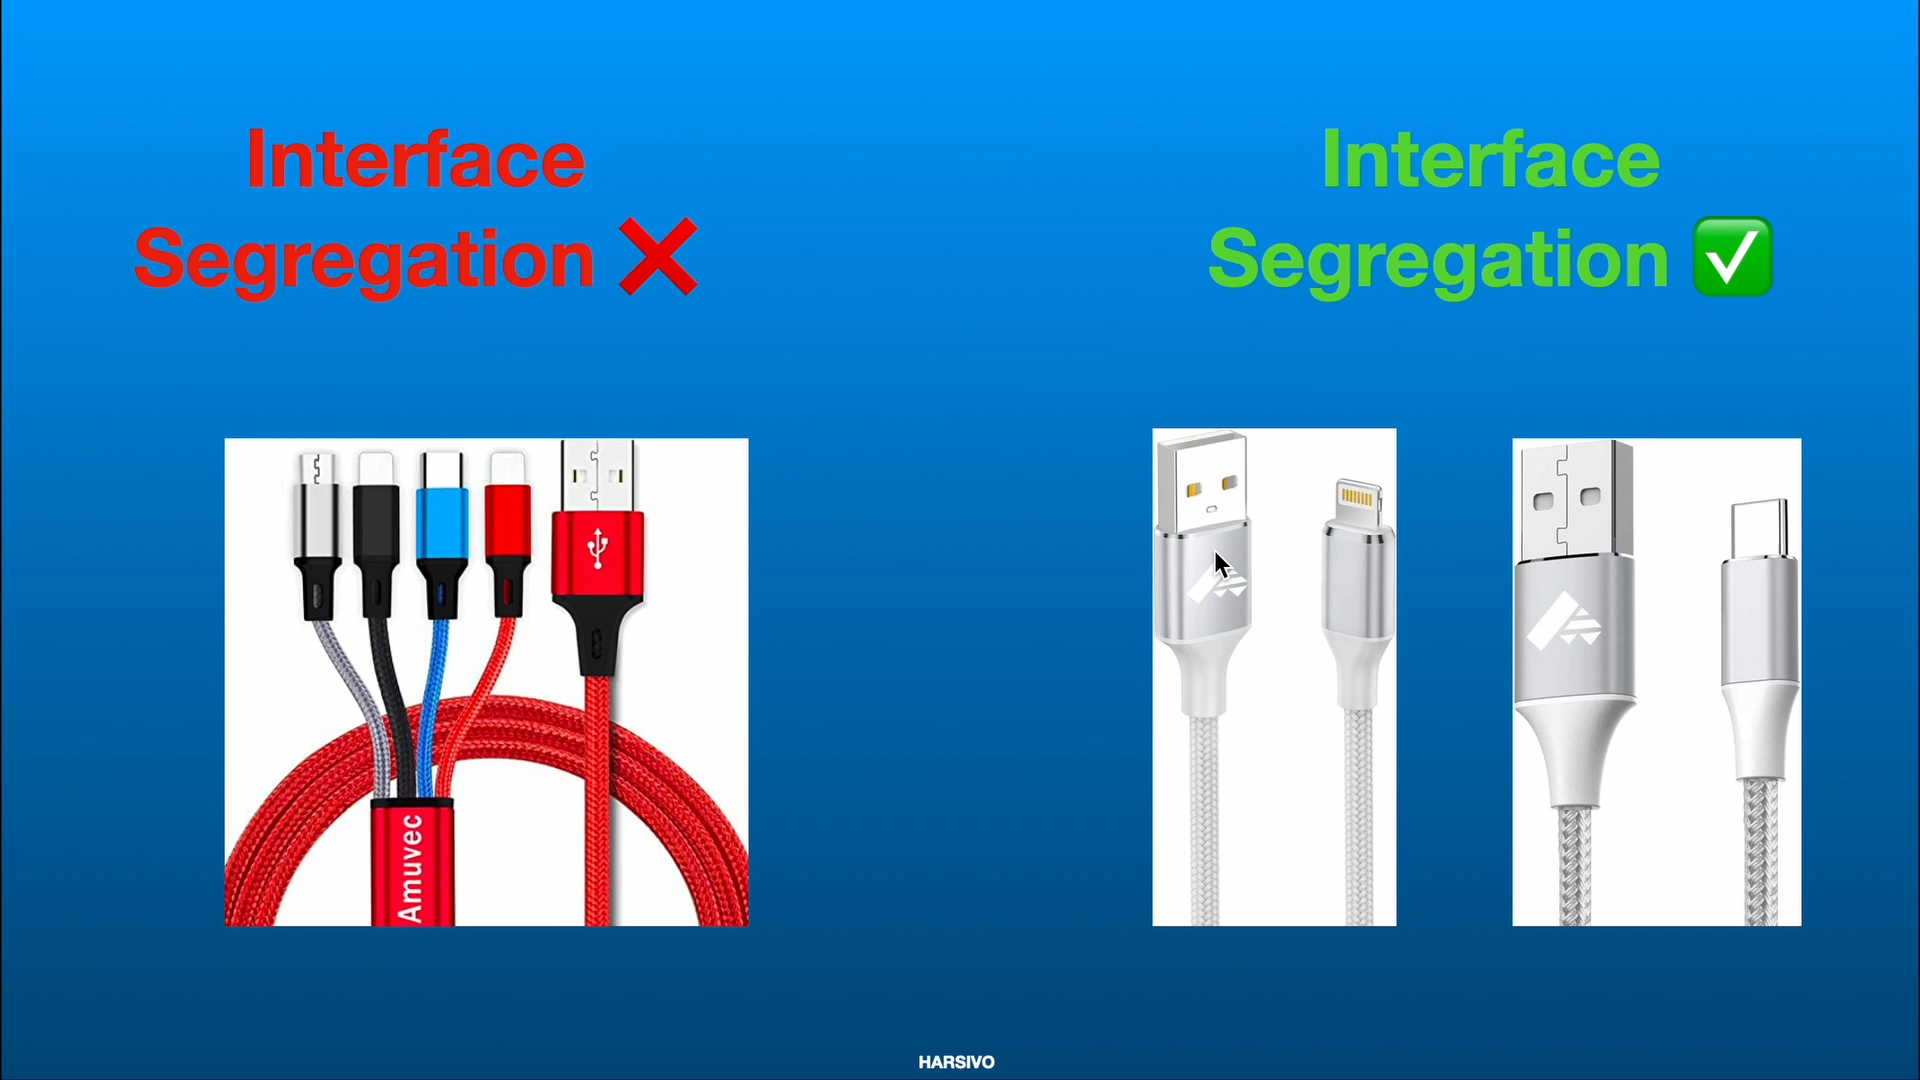 Interface
Segregation ❌
Interface
Segregation ✅
Amuvec
HARSIVO